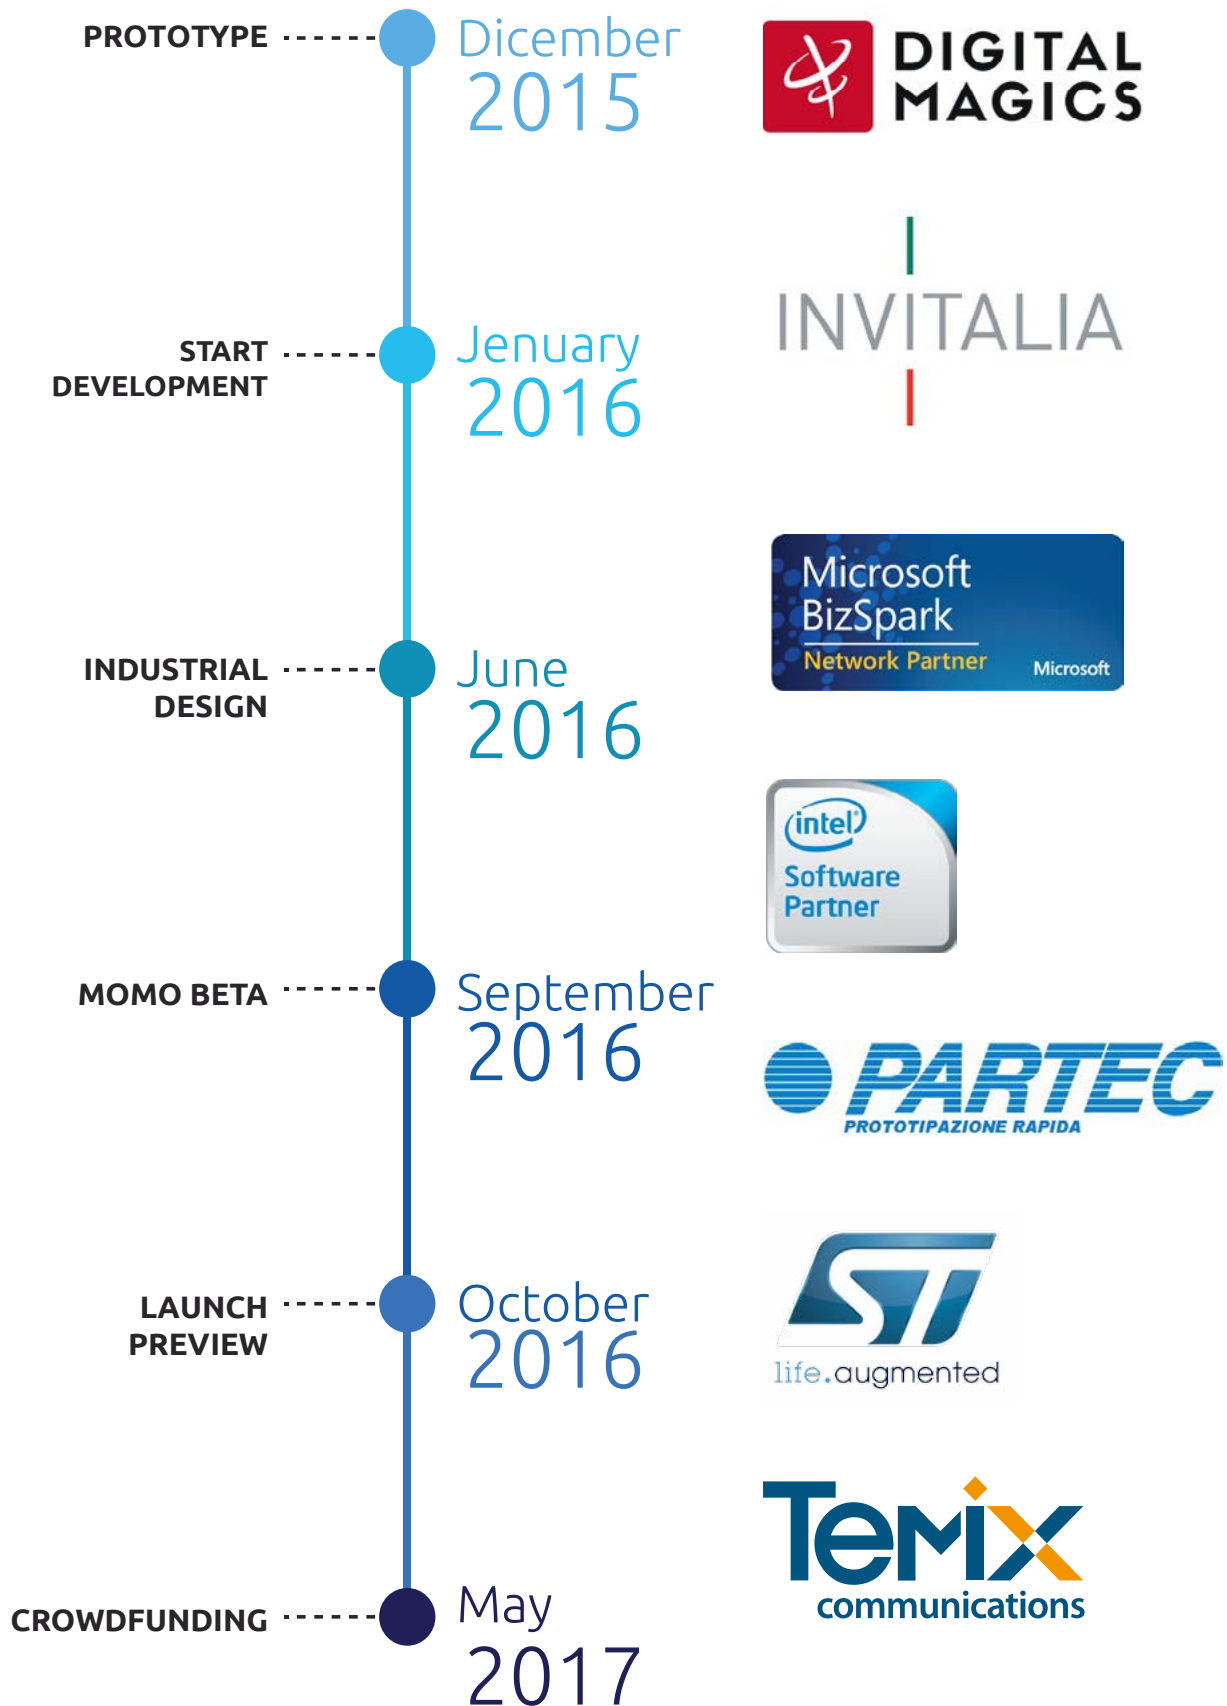 PROTOTYPE
Dicember
2015
START
DEVELOPMENT
Jenuary
2016
INDUSTRIAL
DESIGN
June
2016
MOMO BETA
September
2016
LAUNCH
PREVIEW
October
2016
CROWDFUNDING
May
2017
DIGITAL
MAGICS
INVITALIA
Microsoft
BizSpark
Network Partner
Microsoft
intel®
Software
Partner
PARTEC
PROTOTIPAZIONE RAPIDA
ST
life.augmented
Temix
communications